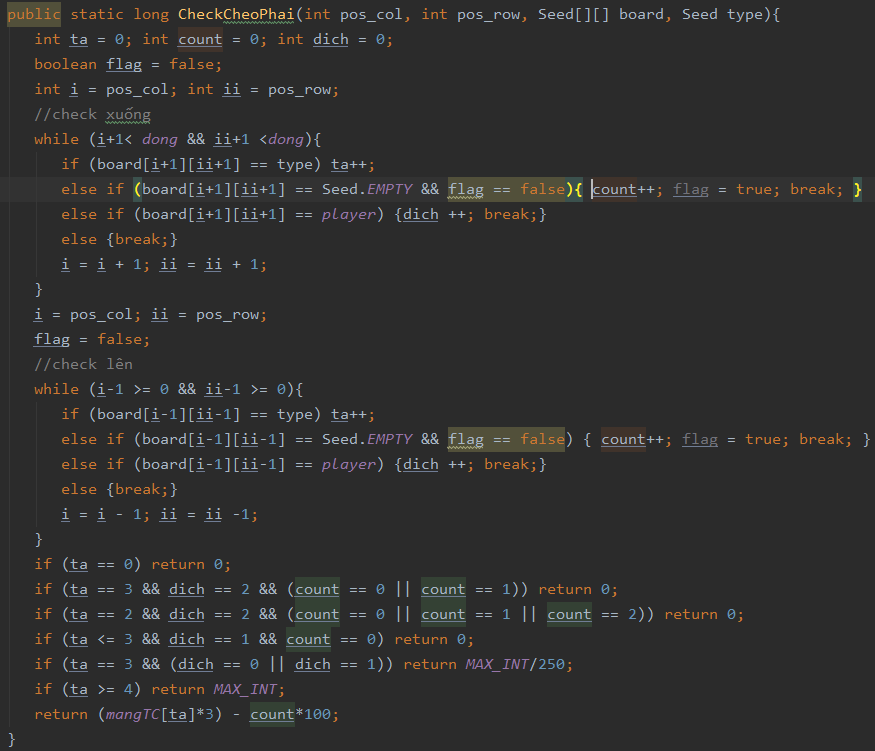 public static long CheckCheoPhai(int pos_col, int pos_row, Seed[][] board, Seed type){
int ta = 0; int count = 0; int dich = 0;
boolean flag = false;
int i = pos_col; int ii = pos_row;
//check xuống
while (i+1< dong && ii+1 <dong){
if (board[i+1][ii+1] == type) ta++;
else if (board[i+1][ii+1] == Seed.EMPTY && flag == false){ count++; flag = true; break; }
else if (board[i+1][ii+1] == player) {dich ++; break;}
else {break;}
i = i + 1; ii = ii + 1;
}
i = pos_col; ii = pos_row;
flag = false;
//check lên
while (i-1 >= 0 && ii-1 >= 0){
if (board[i-1][ii-1] == type) ta++;
else if (board[i-1][ii-1] == Seed.EMPTY && flag == false) { count++; flag = true; break; }
else if (board[i-1][ii-1] == player) {dich ++; break;}
else {break;}
i = i - 1; ii = ii -1;
}
if (ta == 0) return 0;
if (ta == 3 && dich == 2 && (count == 0 || count == 1)) return 0;
if (ta == 2 && dich == 2 && (count == 0 || count == 1 || count == 2)) return 0;
if (ta <= 3 && dich == 1 && count == 0) return 0;
if (ta == 3 && (dich == 0 || dich == 1)) return MAX_INT/250;
if (ta >= 4) return MAX_INT;
return (mangTC[ta]*3) - count*100;
}